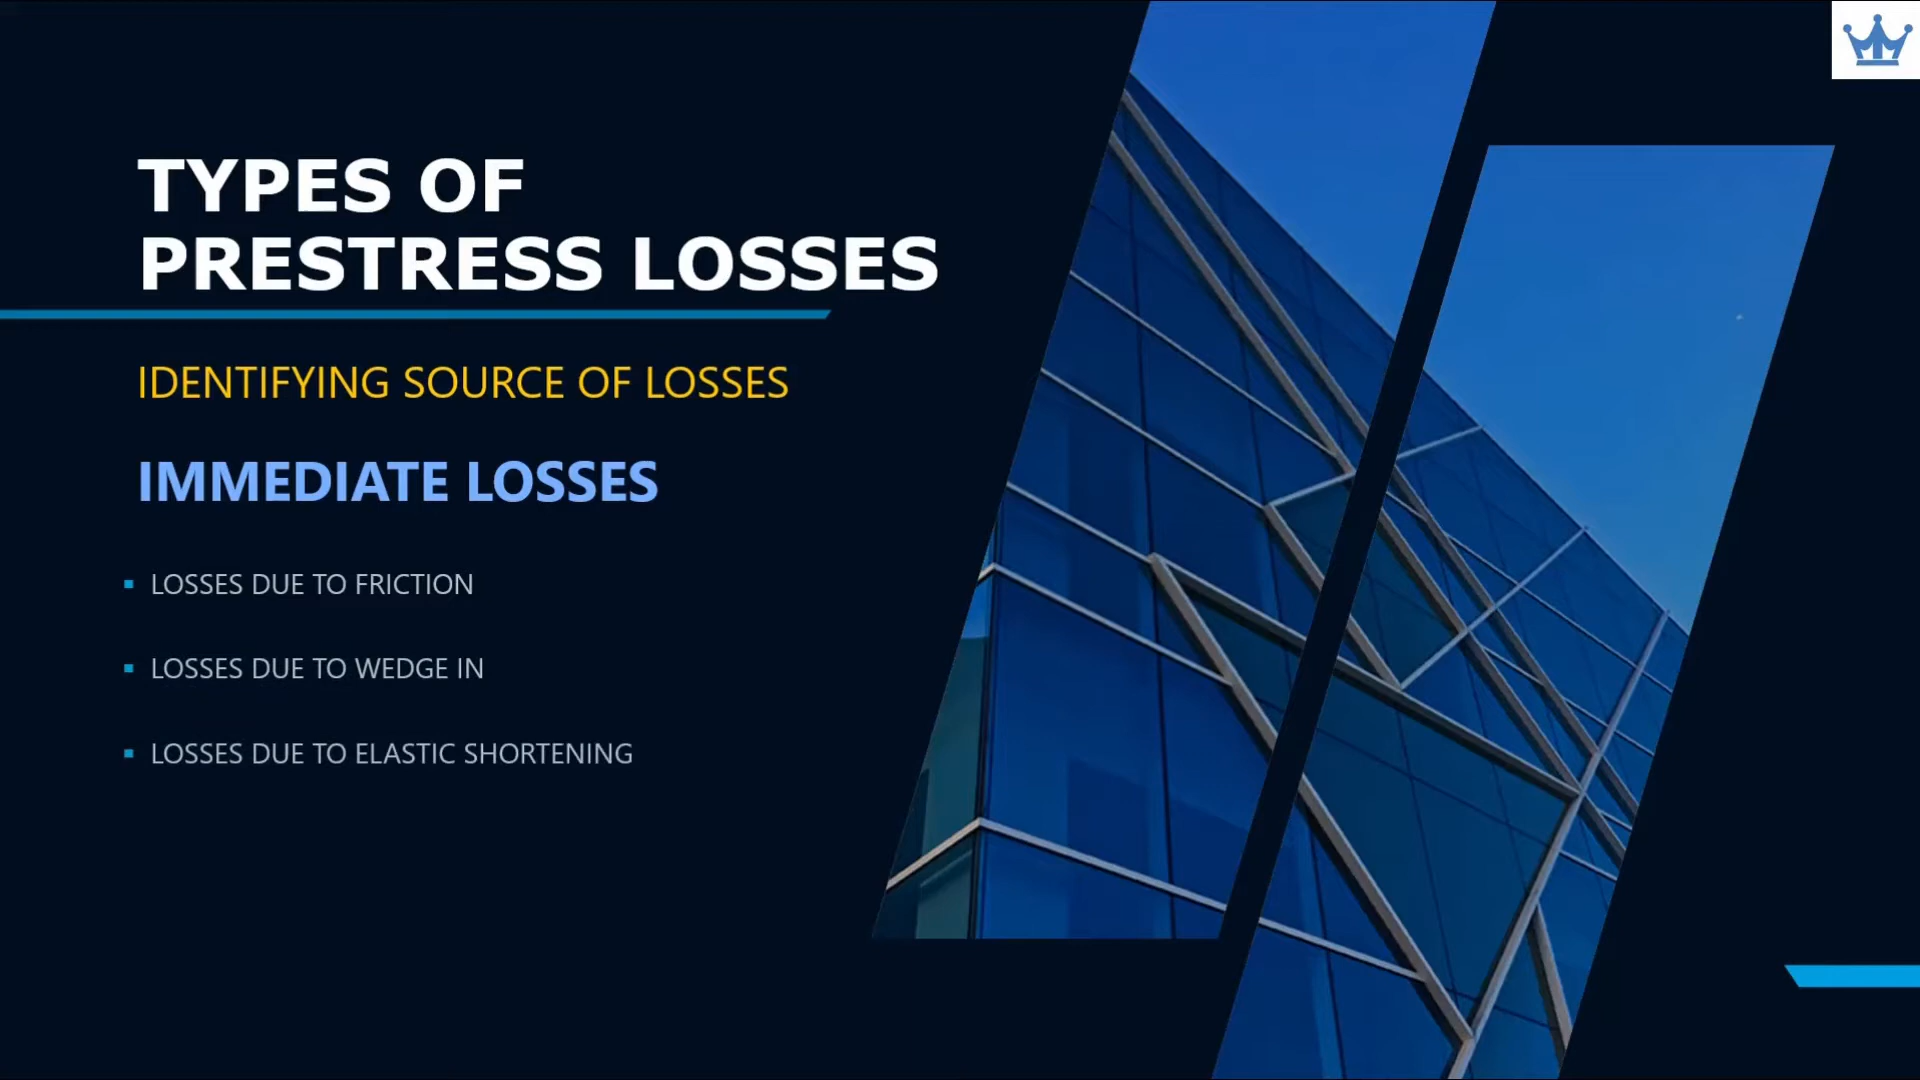 TYPES OF
PRESTRESS LOSSES
IDENTIFYING SOURCE OF LOSSES
IMMEDIATE LOSSES
LOSSES DUE TO FRICTION
LOSSES DUE TO WEDGE IN
LOSSES DUE TO ELASTIC SHORTENING